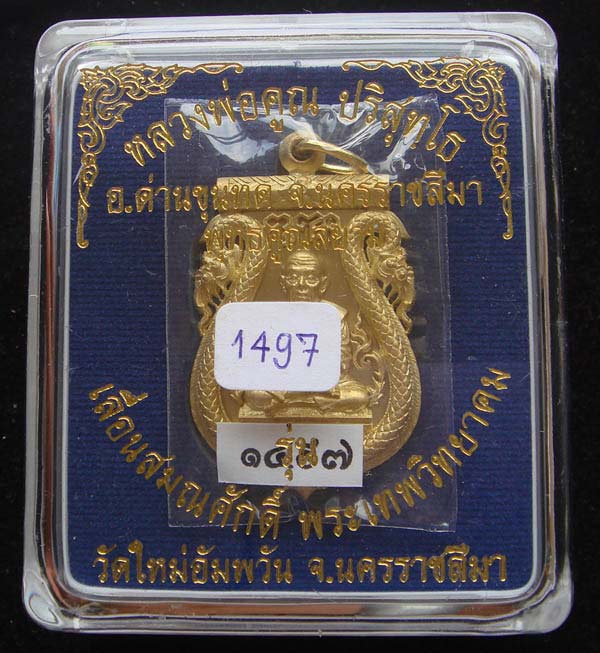 หลวงพ่อคูณ ปริสุทฺโธ
อ.ด่านขุนทด จ.นครราชสีมา
1497
รุ่น
เลื่อนสมณศักดิ์ พระเทพวิทยาคม
วัดใหม่อัมพวัน จ.นครราชสีมา